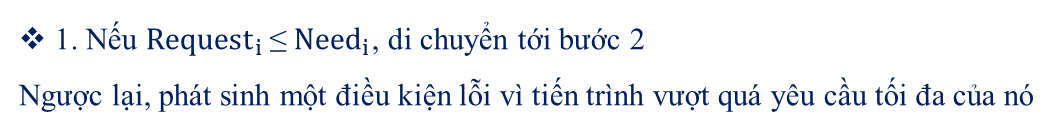 ❖ 1. Nếu Requestᵢ ≤ Needᵢ, di chuyển tới bước 2
Ngược lại, phát sinh một điều kiện lỗi vì tiến trình vượt quá yêu cầu tối đa của nó